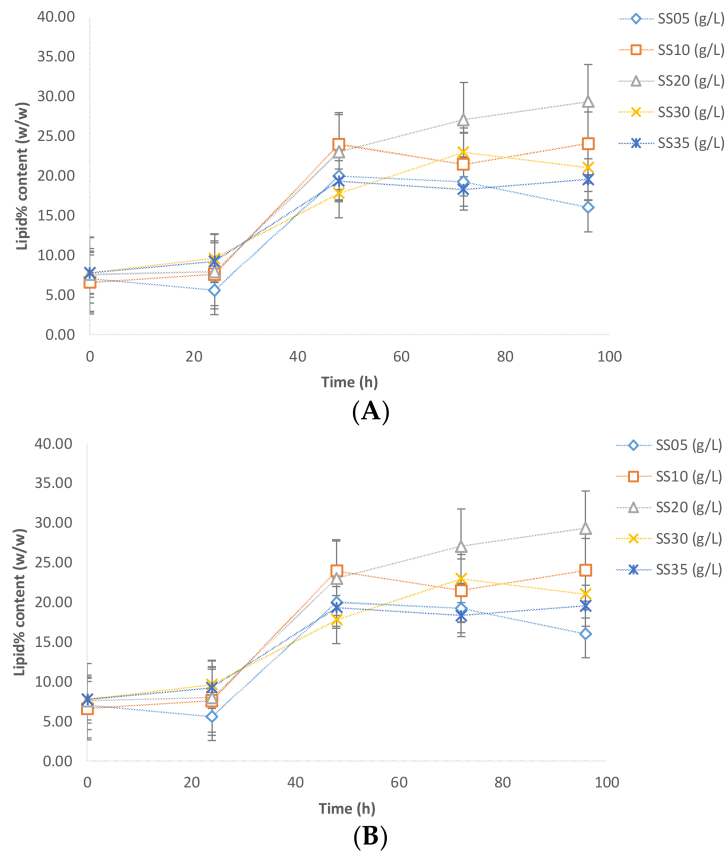 40.00
35.00
30.00
25.00
20.00
15.00
10.00
5.00
0.00
Lipid% content (w/w)
0 20 40 60 80 100
Time (h)
SS05 (g/L)
SS10 (g/L)
SS20 (g/L)
SS30 (g/L)
SS35 (g/L)
(A)
40.00
35.00
30.00
25.00
20.00
15.00
10.00
5.00
0.00
Lipid% content (w/w)
0 20 40 60 80 100
Time (h)
SS05 (g/L)
SS10 (g/L)
SS20 (g/L)
SS30 (g/L)
SS35 (g/L)
(B)